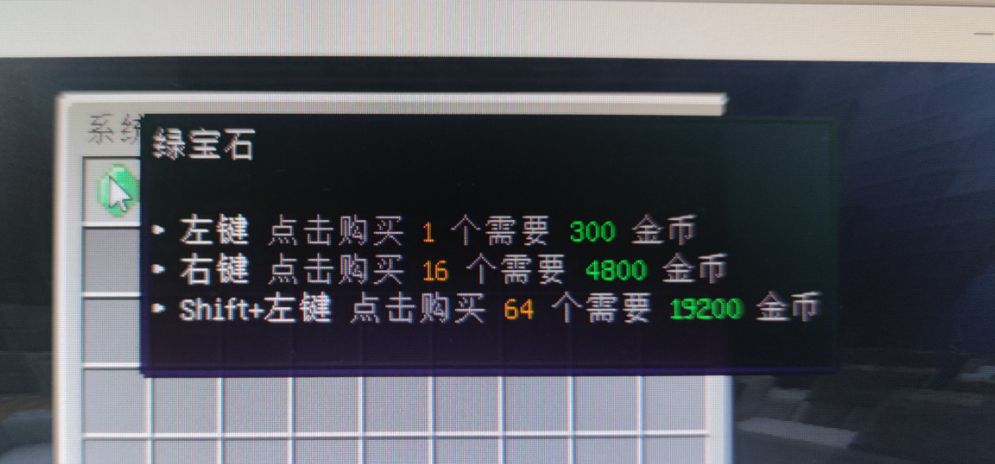 系统
绿宝石
▸ 左键 点击购买 1 个需要 300 金币
▸ 右键 点击购买 16 个需要 4800 金币
▸ Shift+左键 点击购买 64 个需要 19200 金币